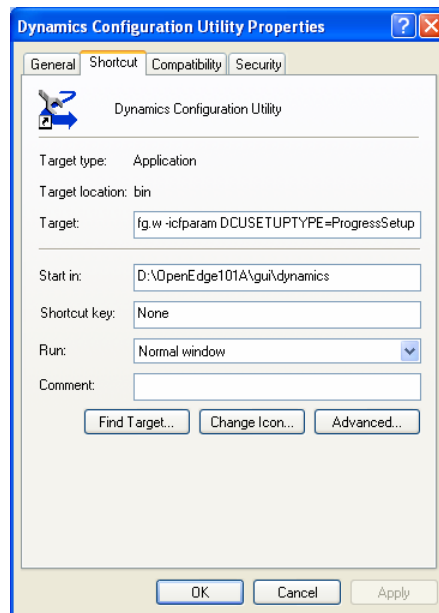 Dynamics Configuration Utility Properties
General Shortcut Compatibility Security
Dynamics Configuration Utility
Target type: Application
Target location: bin
Target: fg.w -icfparam DCUSETUPTYPE=ProgressSetup
Start in: D:\OpenEdge101A\gui\dynamics
Shortcut key: None
Run: Normal window
Comment:
Find Target... Change Icon... Advanced...
OK Cancel Apply